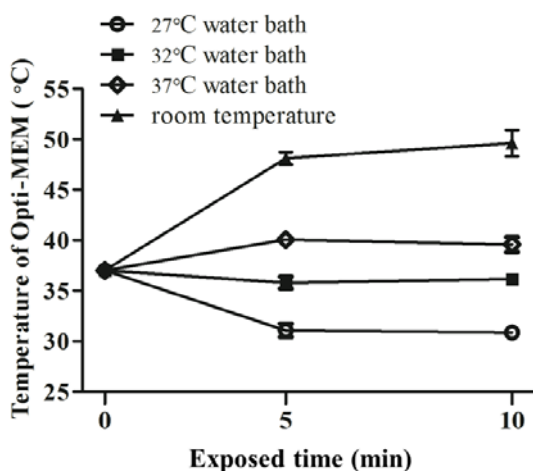 27°C water bath
32°C water bath
37°C water bath
room temperature
Temperature of Opti-MEM ( °C)
55
50
45
40
35
30
25
0 5 10
Exposed time (min)